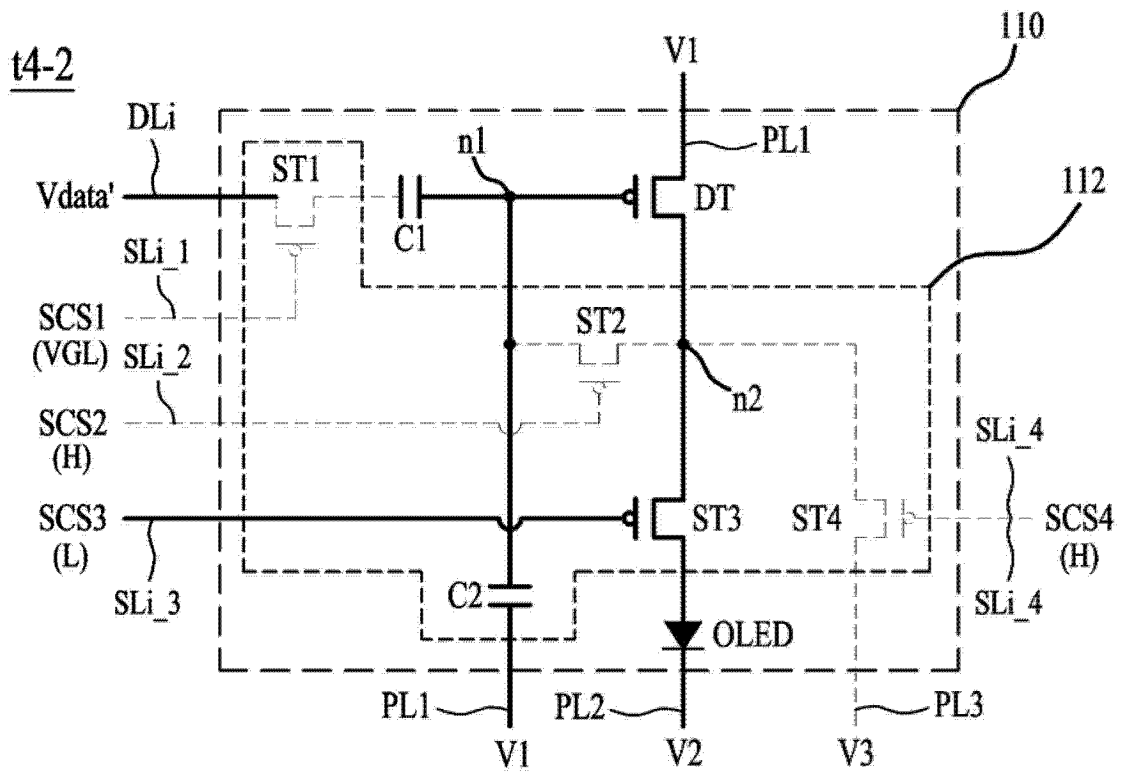 110
t4-2
V1
DLi
n1
PL1
ST1
112
Vdata'
DT
C1
SLi_1
SCS1
(VGL)
ST2
SLi_2
n2
SCS2
(H)
SLi_4
SCS3
(L)
ST3
ST4
SCS4
(H)
SLi_3
C2
SLi_4
OLED
PL1
PL2
PL3
V1
V2
V3